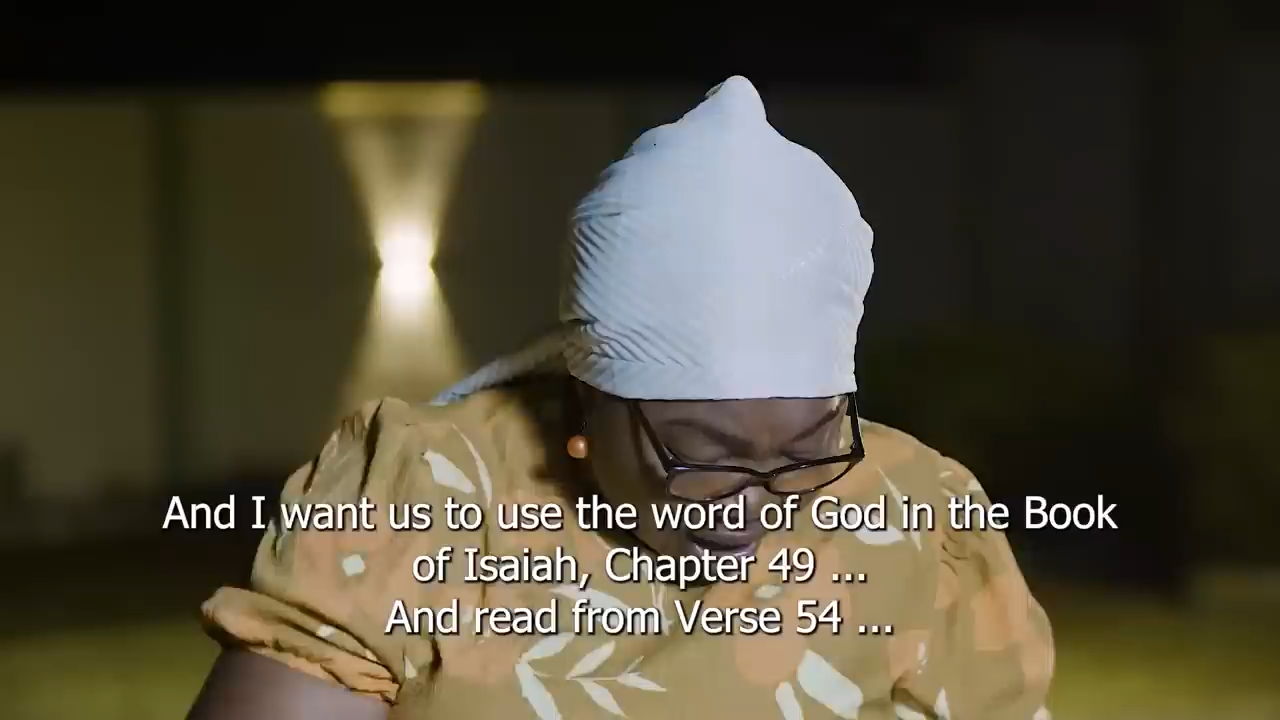 And I want us to use the word of God in the Book
of Isaiah, Chapter 49 ...
And read from Verse 54 ...